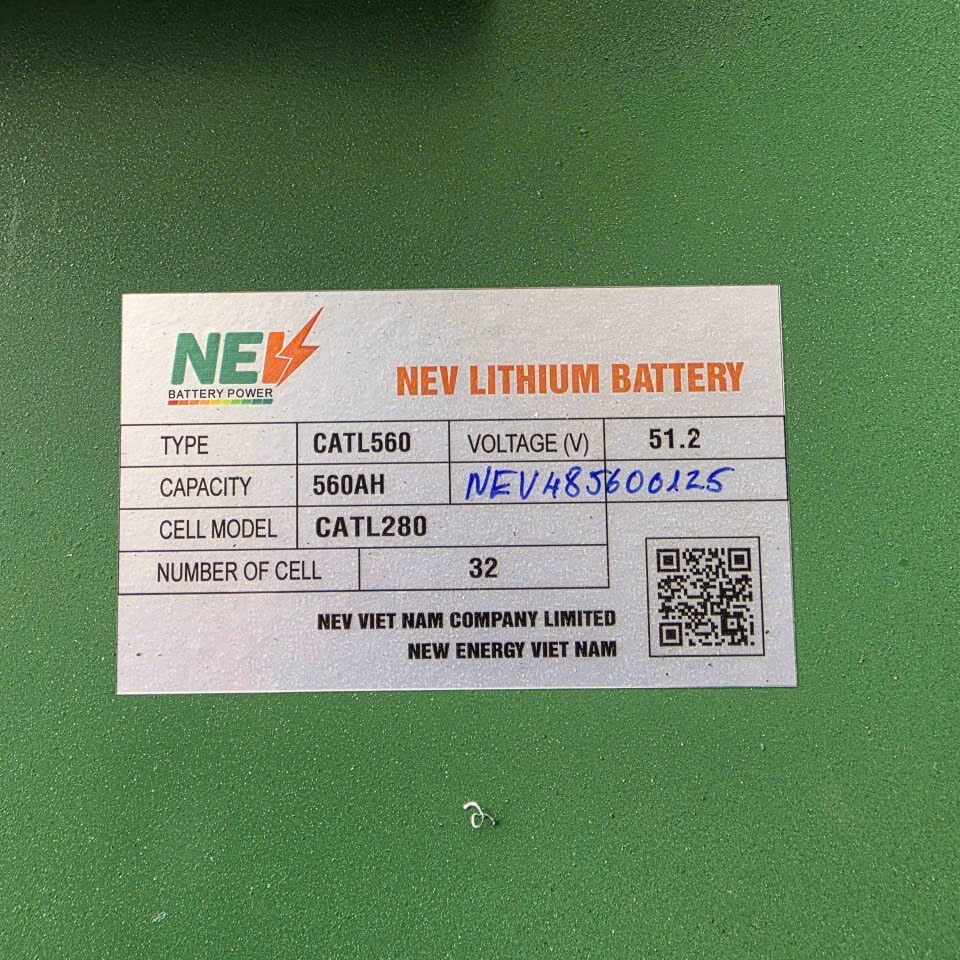 NEV
BATTERY POWER
NEV LITHIUM BATTERY
TYPE CATL560 VOLTAGE (V) 51.2
CAPACITY 560AH NEV485600125
CELL MODEL CATL280
NUMBER OF CELL 32
NEV VIET NAM COMPANY LIMITED
NEW ENERGY VIET NAM